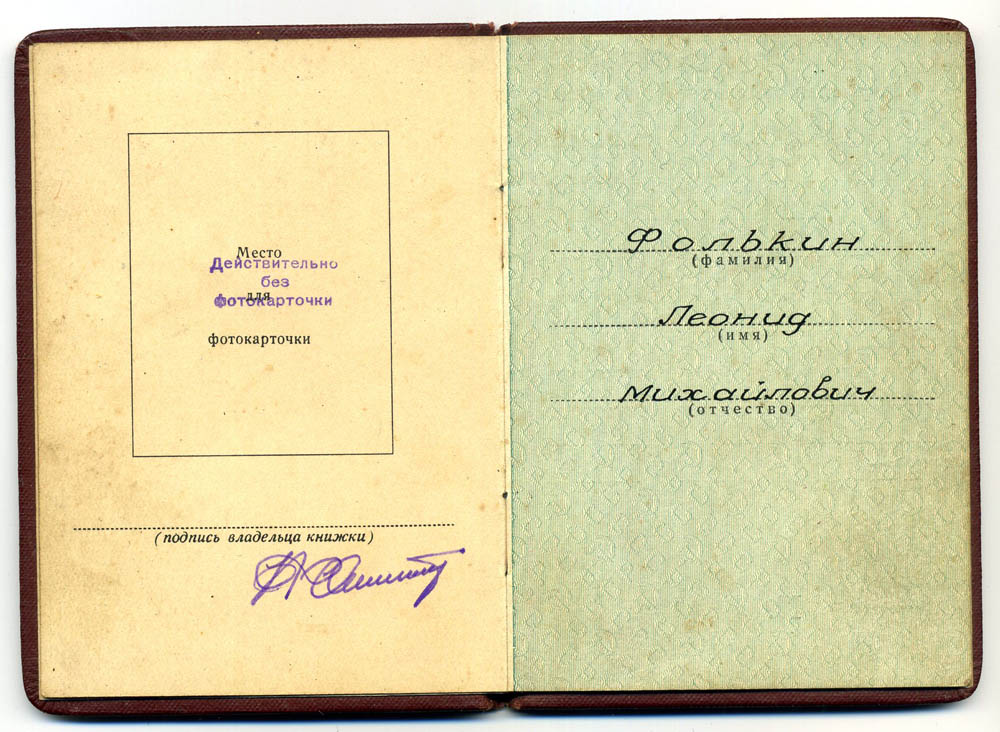 Место
Действительно
без
для
фотокарточки
фотокарточки
(подпись владельца книжки)
Фолькин
(фамилия)
Леонид
(имя)
Михайлович
(отчество)